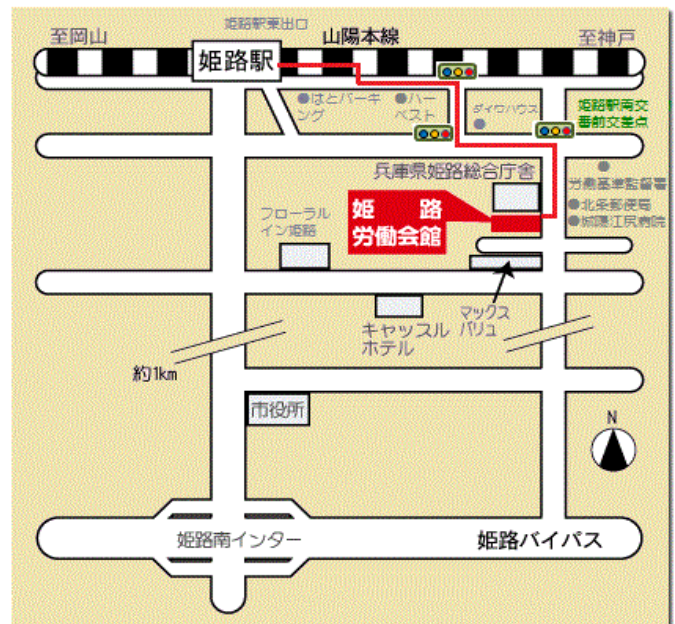 姫路駅東出口
至岡山
山陽本線
至神戸
姫路駅
●はとパーキ
ング
●ハー
ベスト
ダイワハウス
●
姫路駅南交
番前交差点
兵庫県姫路総合庁舎
●
労働基準監督署
●北条郵便局
●城陽江尻病院
姫 路
労働会館
フローラル
イン姫路
マックス
バリュ
キャッスル
ホテル
約1km
市役所
N
姫路南インター
姫路バイパス